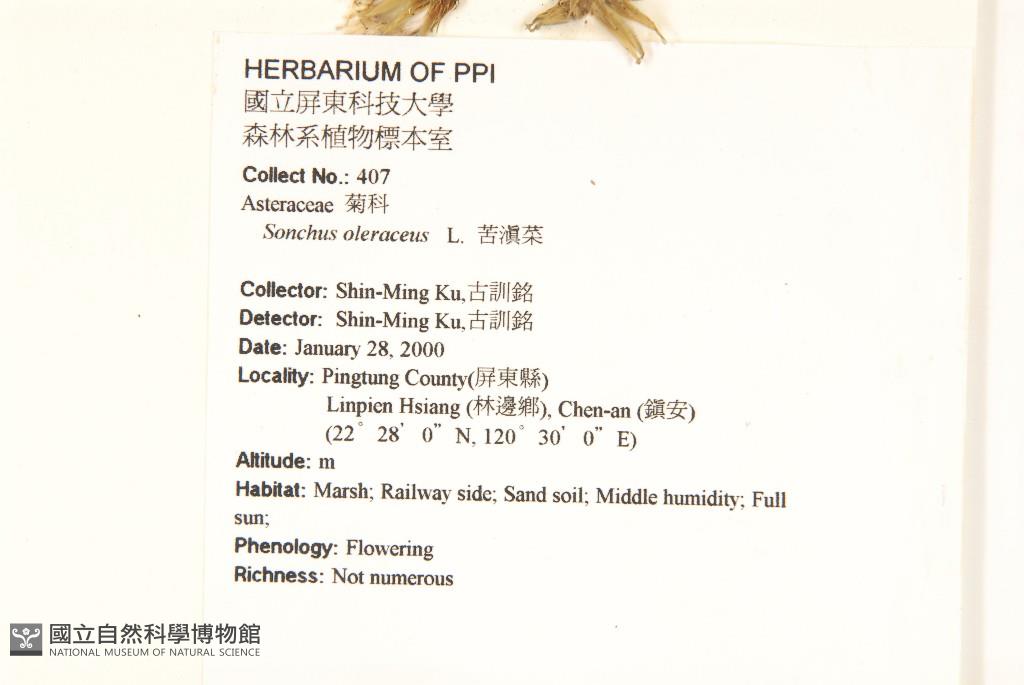 HERBARIUM OF PPI
國立屏東科技大學
森林系植物標本室
Collect No.: 407
Asteraceae 菊科
Sonchus oleraceus L. 苦滇菜
Collector: Shin-Ming Ku,古訓銘
Detector: Shin-Ming Ku,古訓銘
Date: January 28, 2000
Locality: Pingtung County(屏東縣)
Linpien Hsiang (林邊鄉), Chen-an (鎮安)
(22° 28' 0" N, 120° 30' 0" E)
Altitude: m
Habitat: Marsh; Railway side; Sand soil; Middle humidity; Full
sun;
Phenology: Flowering
Richness: Not numerous
國立自然科學博物館
NATIONAL MUSEUM OF NATURAL SCIENCE